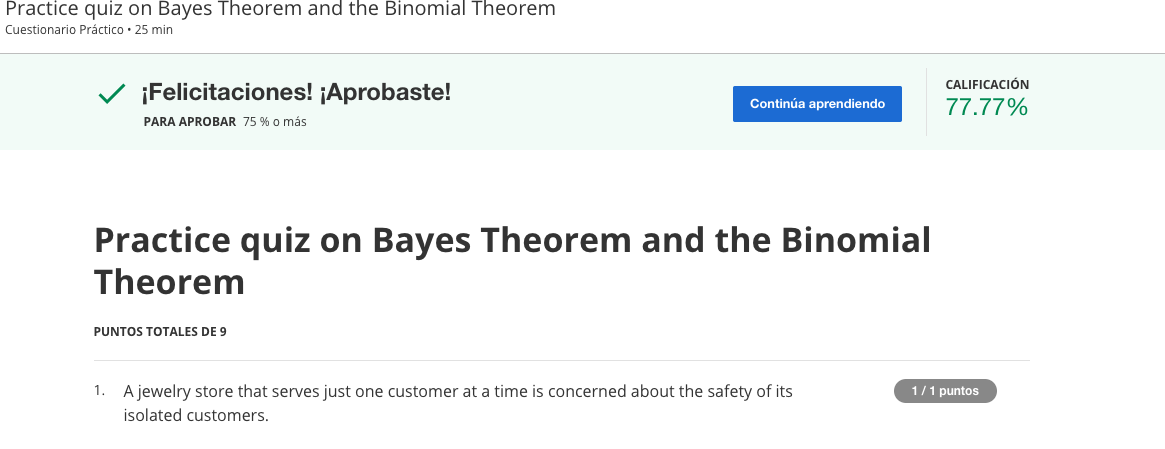 Practice quiz on Bayes Theorem and the Binomial Theorem
Cuestionario Práctico • 25 min
¡Felicitaciones! ¡Aprobaste!
PARA APROBAR 75 % o más
Continúa aprendiendo
CALIFICACIÓN
77.77%
Practice quiz on Bayes Theorem and the Binomial
Theorem
PUNTOS TOTALES DE 9
1. A jewelry store that serves just one customer at a time is concerned about the safety of its
isolated customers.
1 / 1 puntos